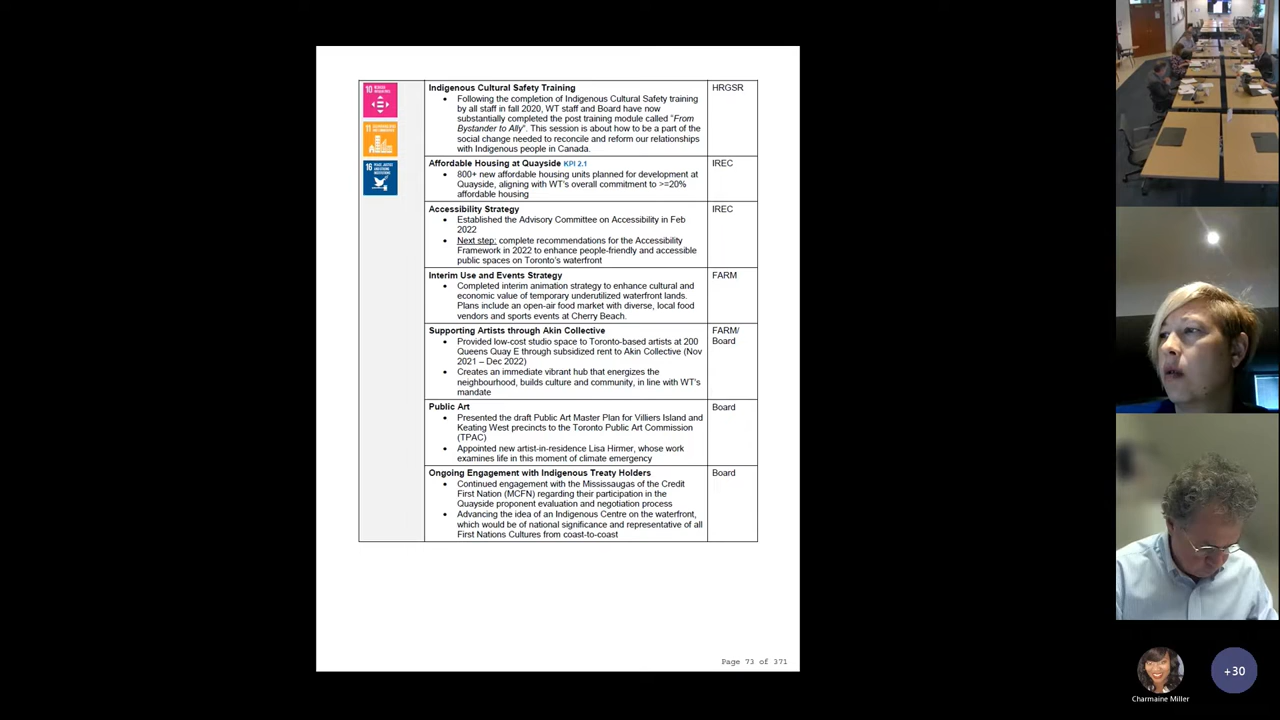 Indigenous Cultural Safety Training
HRGSR
Following the completion of Indigenous Cultural Safety training
by all staff in fall 2020, WT staff and Board have now
substantially completed the post training module called "From
Bystander to Ally". This session is about how to be a part of the
social change needed to reconcile and reform our relationships
with Indigenous people in Canada.
Affordable Housing at Quayside KPI 2.1
IREC
800+ new affordable housing units planned for development at
Quayside, aligning with WT's overall commitment to >=20%
affordable housing
Accessibility Strategy
IREC
Established the Advisory Committee on Accessibility in Feb
2022
Next step: complete recommendations for the Accessibility
Framework in 2022 to enhance people-friendly and accessible
public spaces on Toronto's waterfront
Interim Use and Events Strategy
FARM
Completed interim animation strategy to enhance cultural and
economic value of temporary underutilized waterfront lands.
Plans include an open-air food market with diverse, local food
vendors and sports events at Cherry Beach.
Supporting Artists through Akin Collective
FARM/
Board
Provided low-cost studio space to Toronto-based artists at 200
Queens Quay E through subsidized rent to Akin Collective (Nov
2021 – Dec 2022)
Creates an immediate vibrant hub that energizes the
neighbourhood, builds culture and community, in line with WT's
mandate
Public Art
Board
Presented the draft Public Art Master Plan for Villiers Island and
Keating West precincts to the Toronto Public Art Commission
(TPAC)
Appointed new artist-in-residence Lisa Hirmer, whose work
examines life in this moment of climate emergency
Ongoing Engagement with Indigenous Treaty Holders
Board
Continued engagement with the Mississaugas of the Credit
First Nation (MCFN) regarding their participation in the
Quayside proponent evaluation and negotiation process
Advancing the idea of an Indigenous Centre on the waterfront,
which would be of national significance and representative of all
First Nations Cultures from coast-to-coast
10
11
16
Page 73 of 371
Charmaine Miller
+30